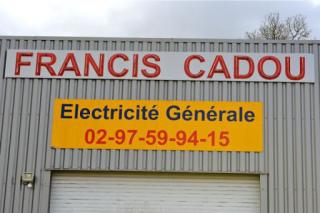 FRANCIS CADOU
Electricité Générale
02-97-59-94-15